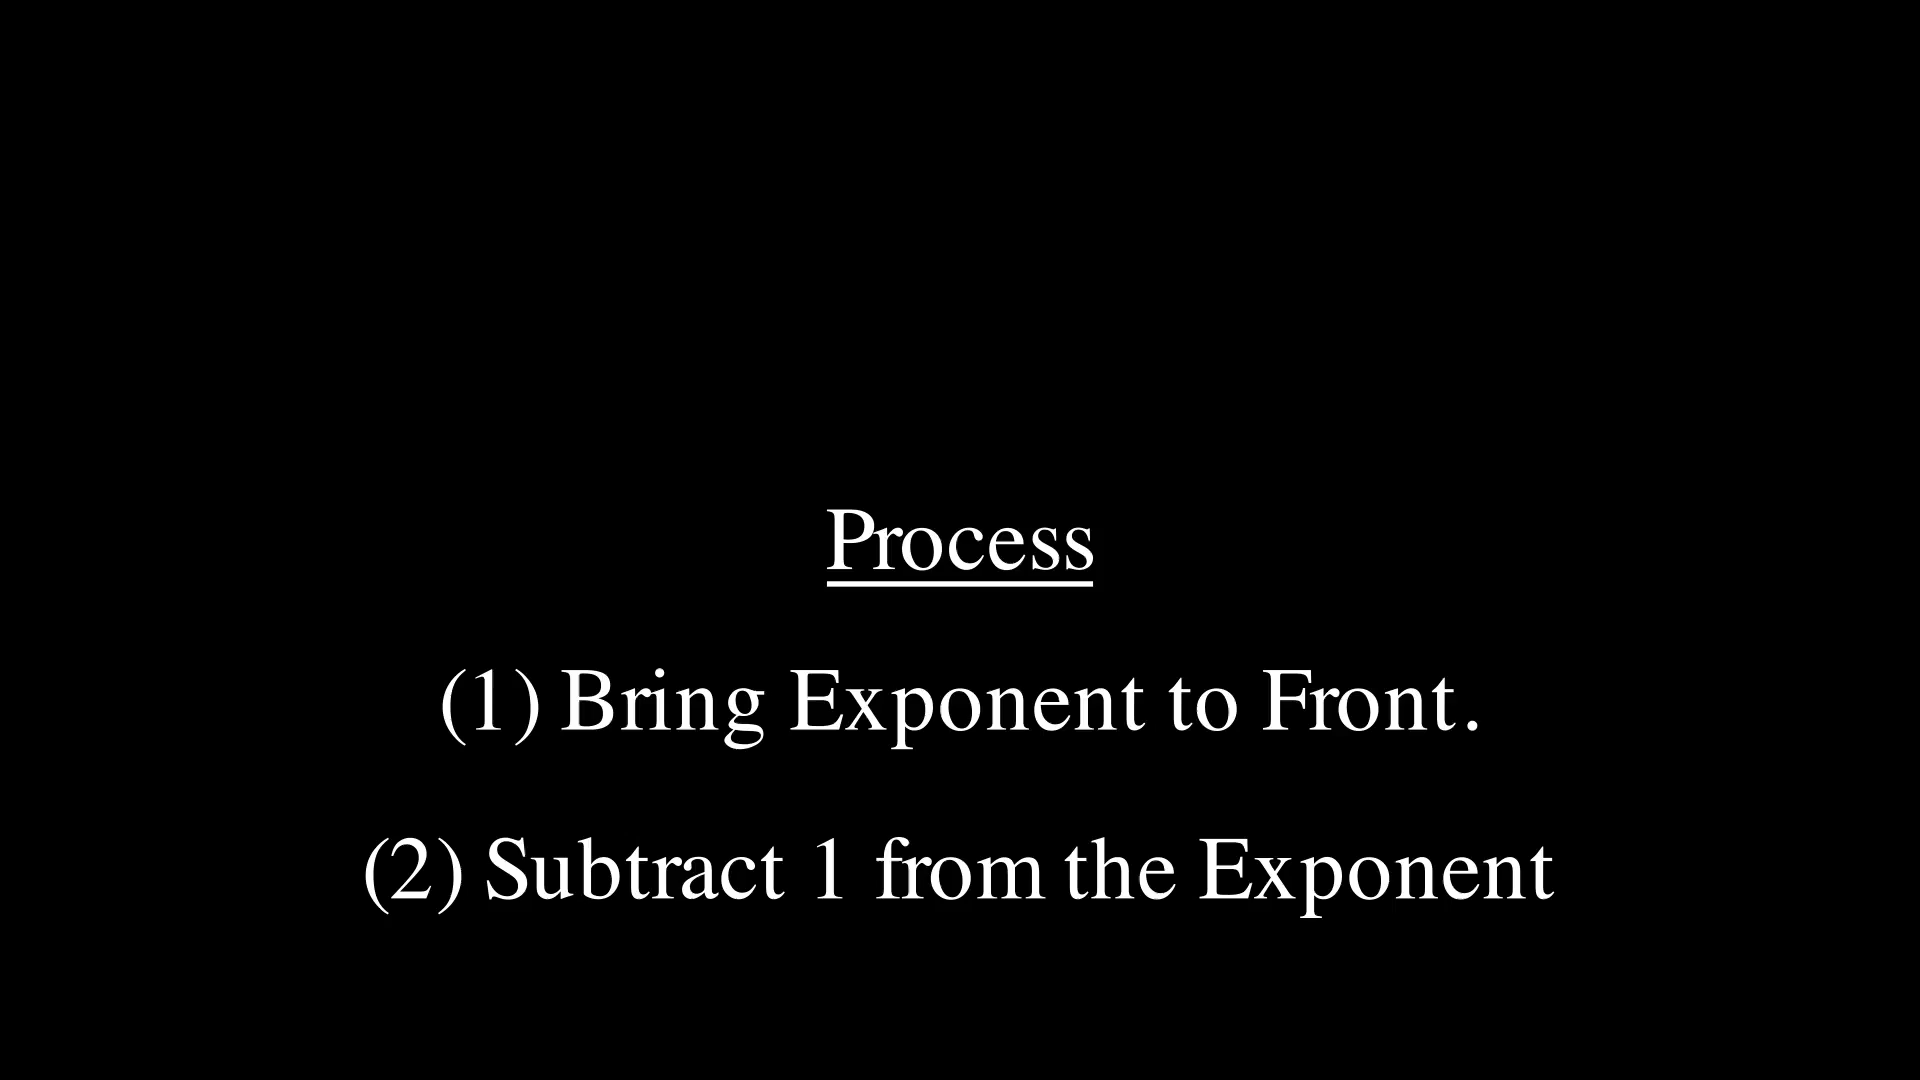 Process
(1) Bring Exponent to Front.
(2) Subtract 1 from the Exponent